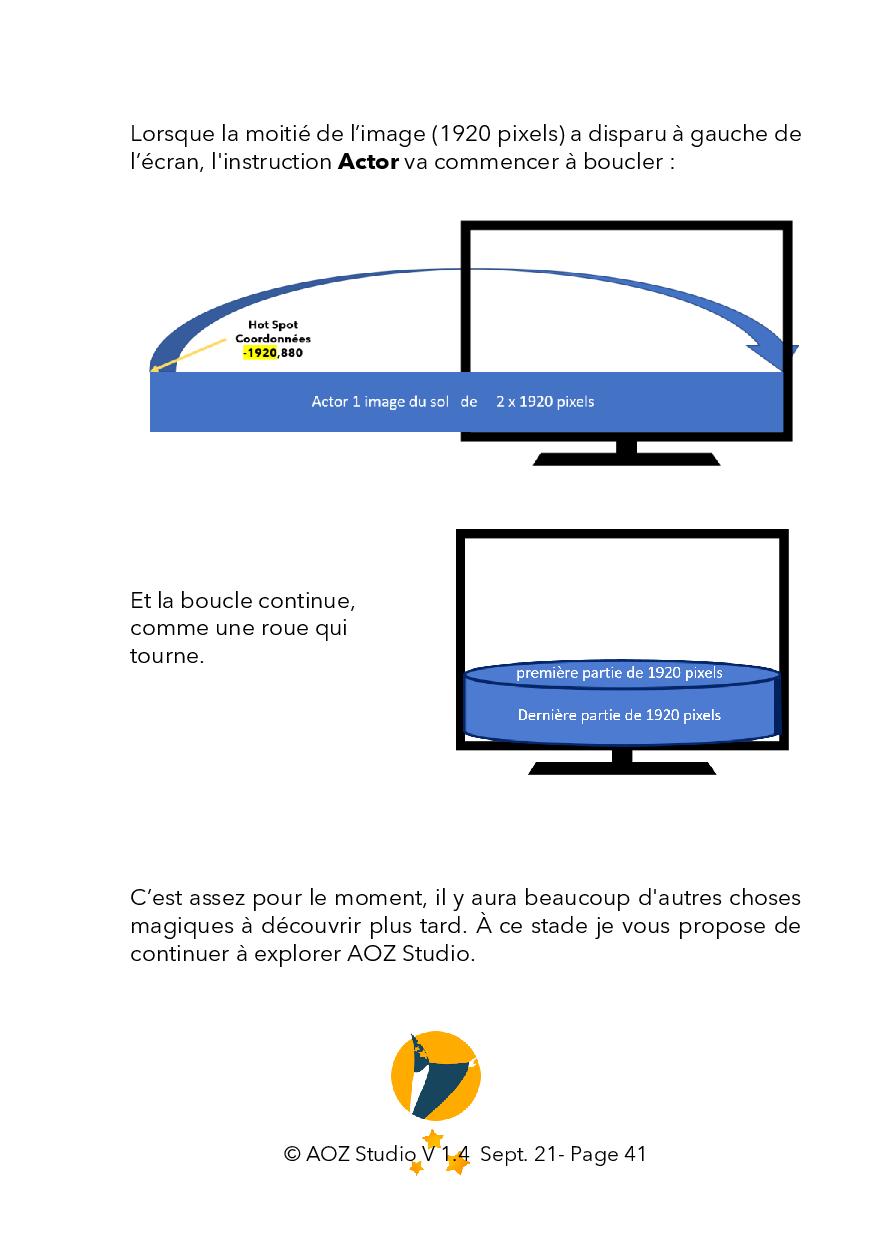 Lorsque la moitié de l’image (1920 pixels) a disparu à gauche de
l’écran, l'instruction Actor va commencer à boucler :
Hot Spot
Coordonnées
-1920,880
Actor 1 image du sol de 2 x 1920 pixels
Et la boucle continue,
comme une roue qui
tourne.
première partie de 1920 pixels
Dernière partie de 1920 pixels
C’est assez pour le moment, il y aura beaucoup d'autres choses
magiques à découvrir plus tard. À ce stade je vous propose de
continuer à explorer AOZ Studio.
© AOZ Studio V 1.4 Sept. 21- Page 41